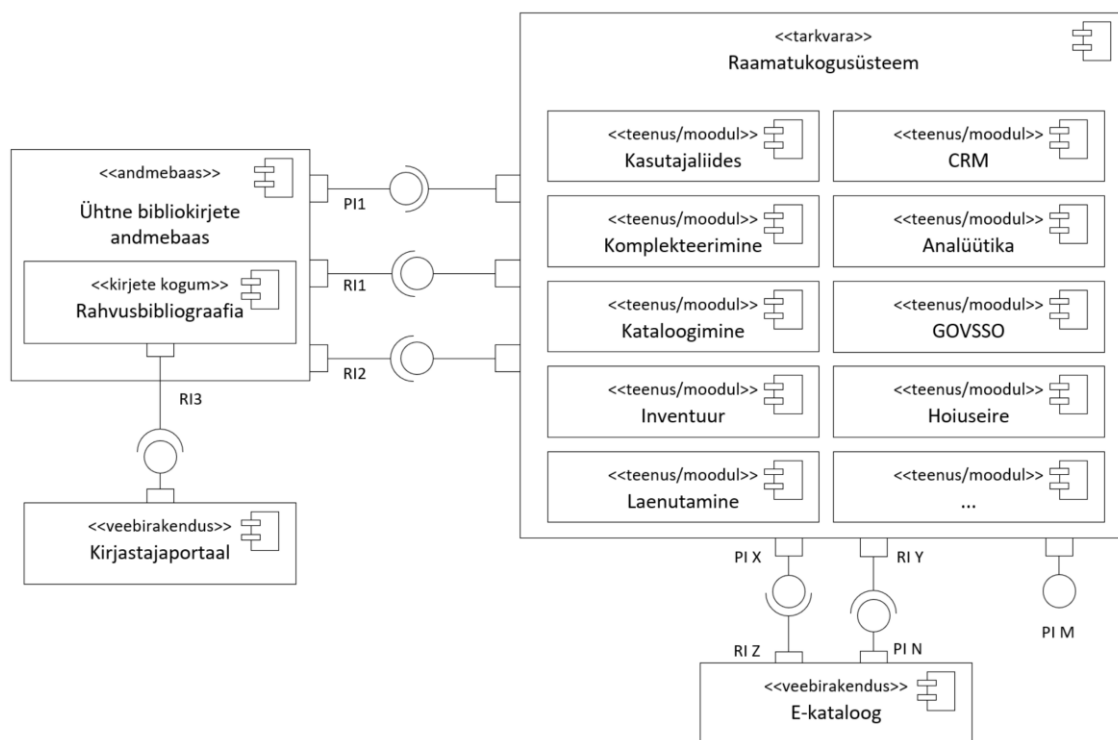 <<tarkvara>>
Raamatukogusüsteem
<<teenus/moodul>>
Kasutajaliides
<<teenus/moodul>>
CRM
<<andmebaas>>
Ühtne bibliokirjete
andmebaas
PI1
<<teenus/moodul>>
Komplekteerimine
<<teenus/moodul>>
Analüütika
<<kirjete kogum>>
Rahvusbibliograafia
RI1
<<teenus/moodul>>
Kataloogimine
<<teenus/moodul>>
GOVSSO
RI2
RI3
<<teenus/moodul>>
Inventuur
<<teenus/moodul>>
Hoiuseire
<<teenus/moodul>>
Laenutamine
<<teenus/moodul>>
...
<<veebirakendus>>
Kirjastajaportaal
PI X
RI Y
PI M
RI Z
PI N
<<veebirakendus>>
E-kataloog